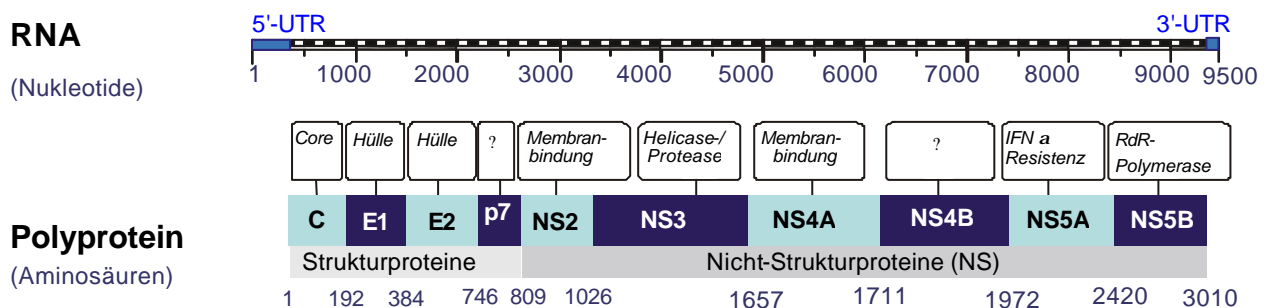 RNA
(Nukleotide)
5'-UTR 3'-UTR
1 1000 2000 3000 4000 5000 6000 7000 8000 9000 9500
Core Hülle Hülle ? Membran- Helicase-/ Membran- ? IFN a RdR-
bindung Protease bindung Resistenz Polymerase
Polyprotein
(Aminosäuren)
C E1 E2 p7 NS2 NS3 NS4A NS4B NS5A NS5B
Strukturproteine Nicht-Strukturproteine (NS)
1 192 384 746 809 1026 1657 1711 1972 2420 3010